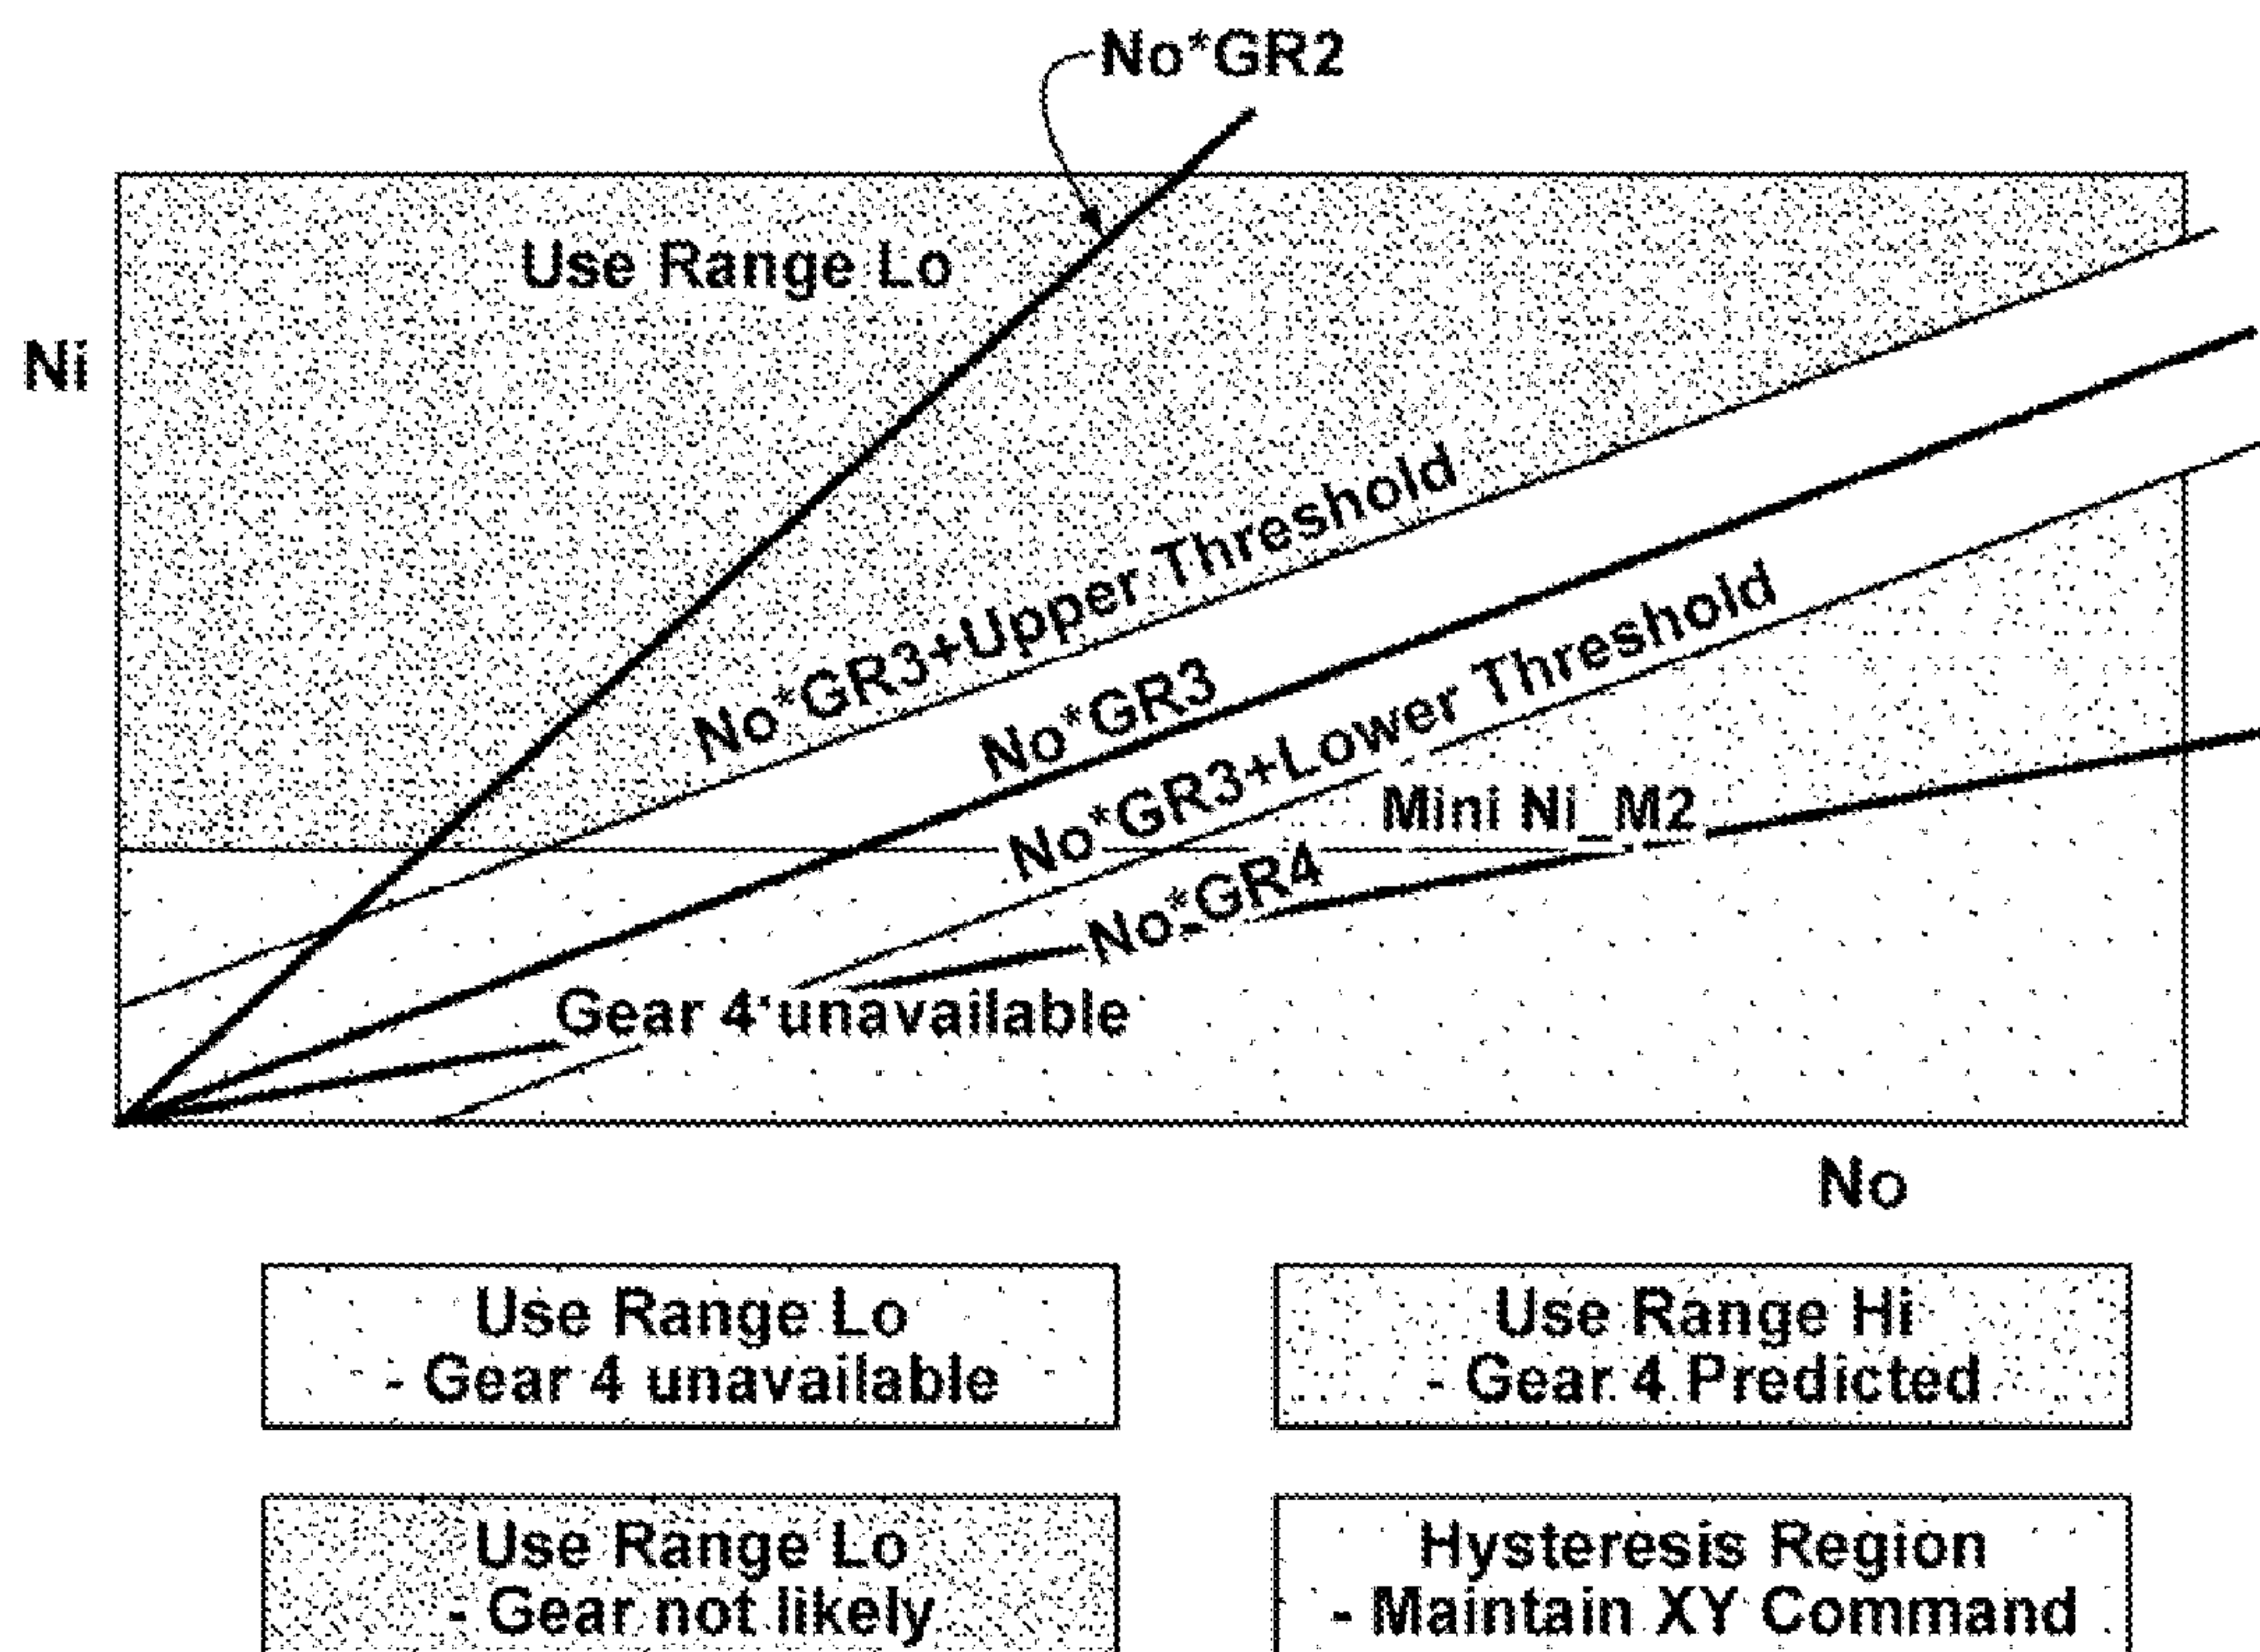 No*GR2
Use Range Lo
Ni
No*GR3+Upper Threshold
No*GR3
No*GR3+Lower Threshold
Mini Ni_M2
No*GR4
Gear 4 unavailable
No
Use Range Lo
- Gear 4 unavailable
Use Range Hi
- Gear 4 Predicted
Use Range Lo
- Gear not likely
Hysteresis Region
- Maintain XY Command